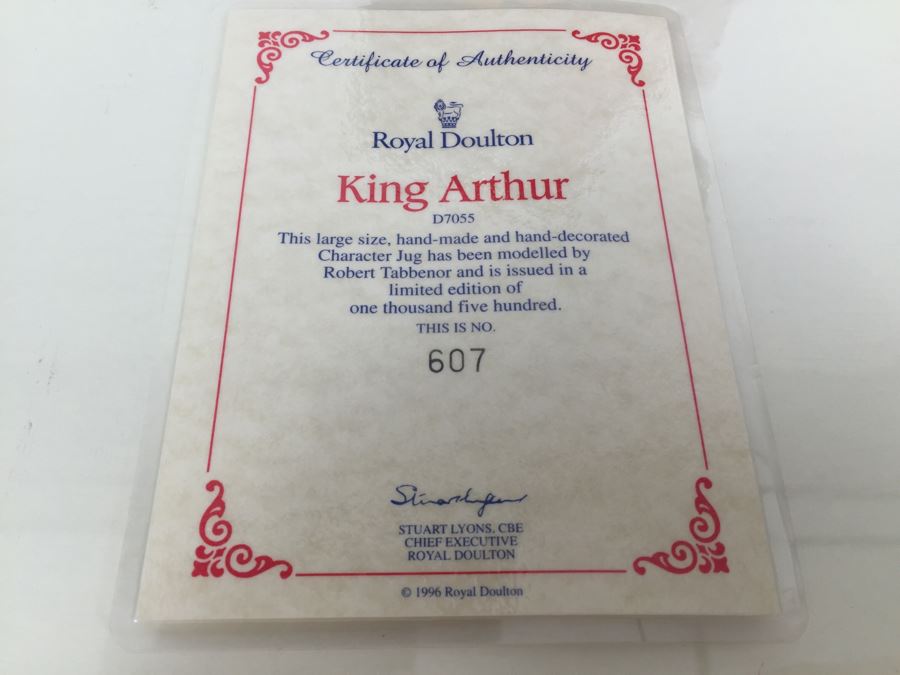 Certificate of Authenticity
Royal Doulton
King Arthur
D7055
This large size, hand-made and hand-decorated
Character Jug has been modelled by
Robert Tabbenor and is issued in a
limited edition of
one thousand five hundred.
THIS IS NO.
607
Stuart Lyons
STUART LYONS. CBE
CHIEF EXECUTIVE
ROYAL DOULTON
© 1996 Royal Doulton